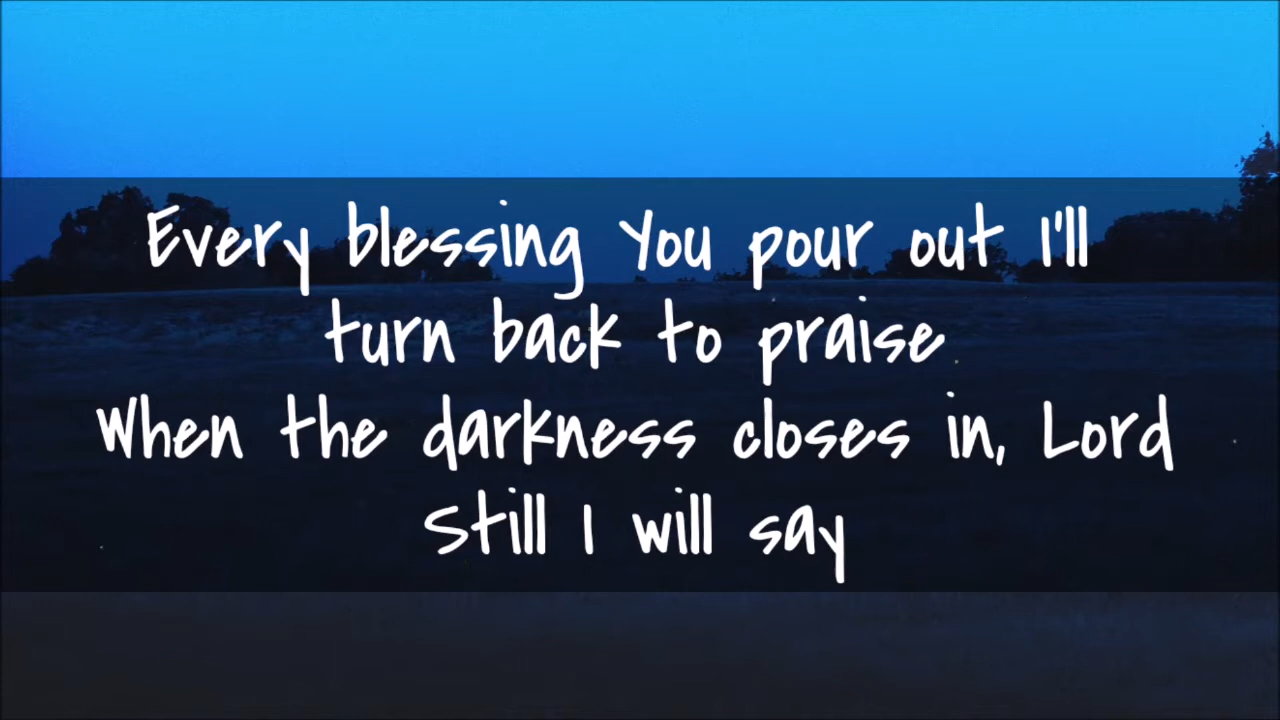 Every blessing You pour out I'll
turn back to praise
When the darkness closes in, Lord
Still I will say